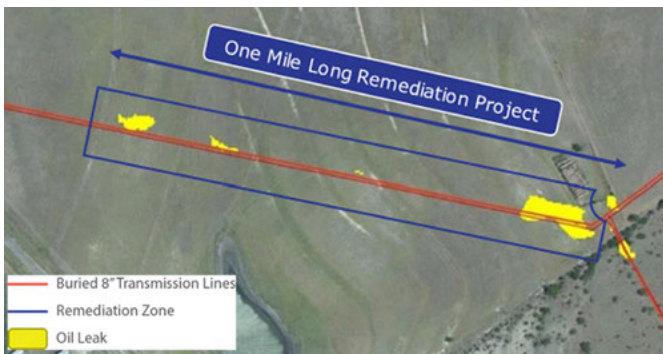 One Mile Long Remediation Project
Buried 8" Transmission Lines
Remediation Zone
Oil Leak